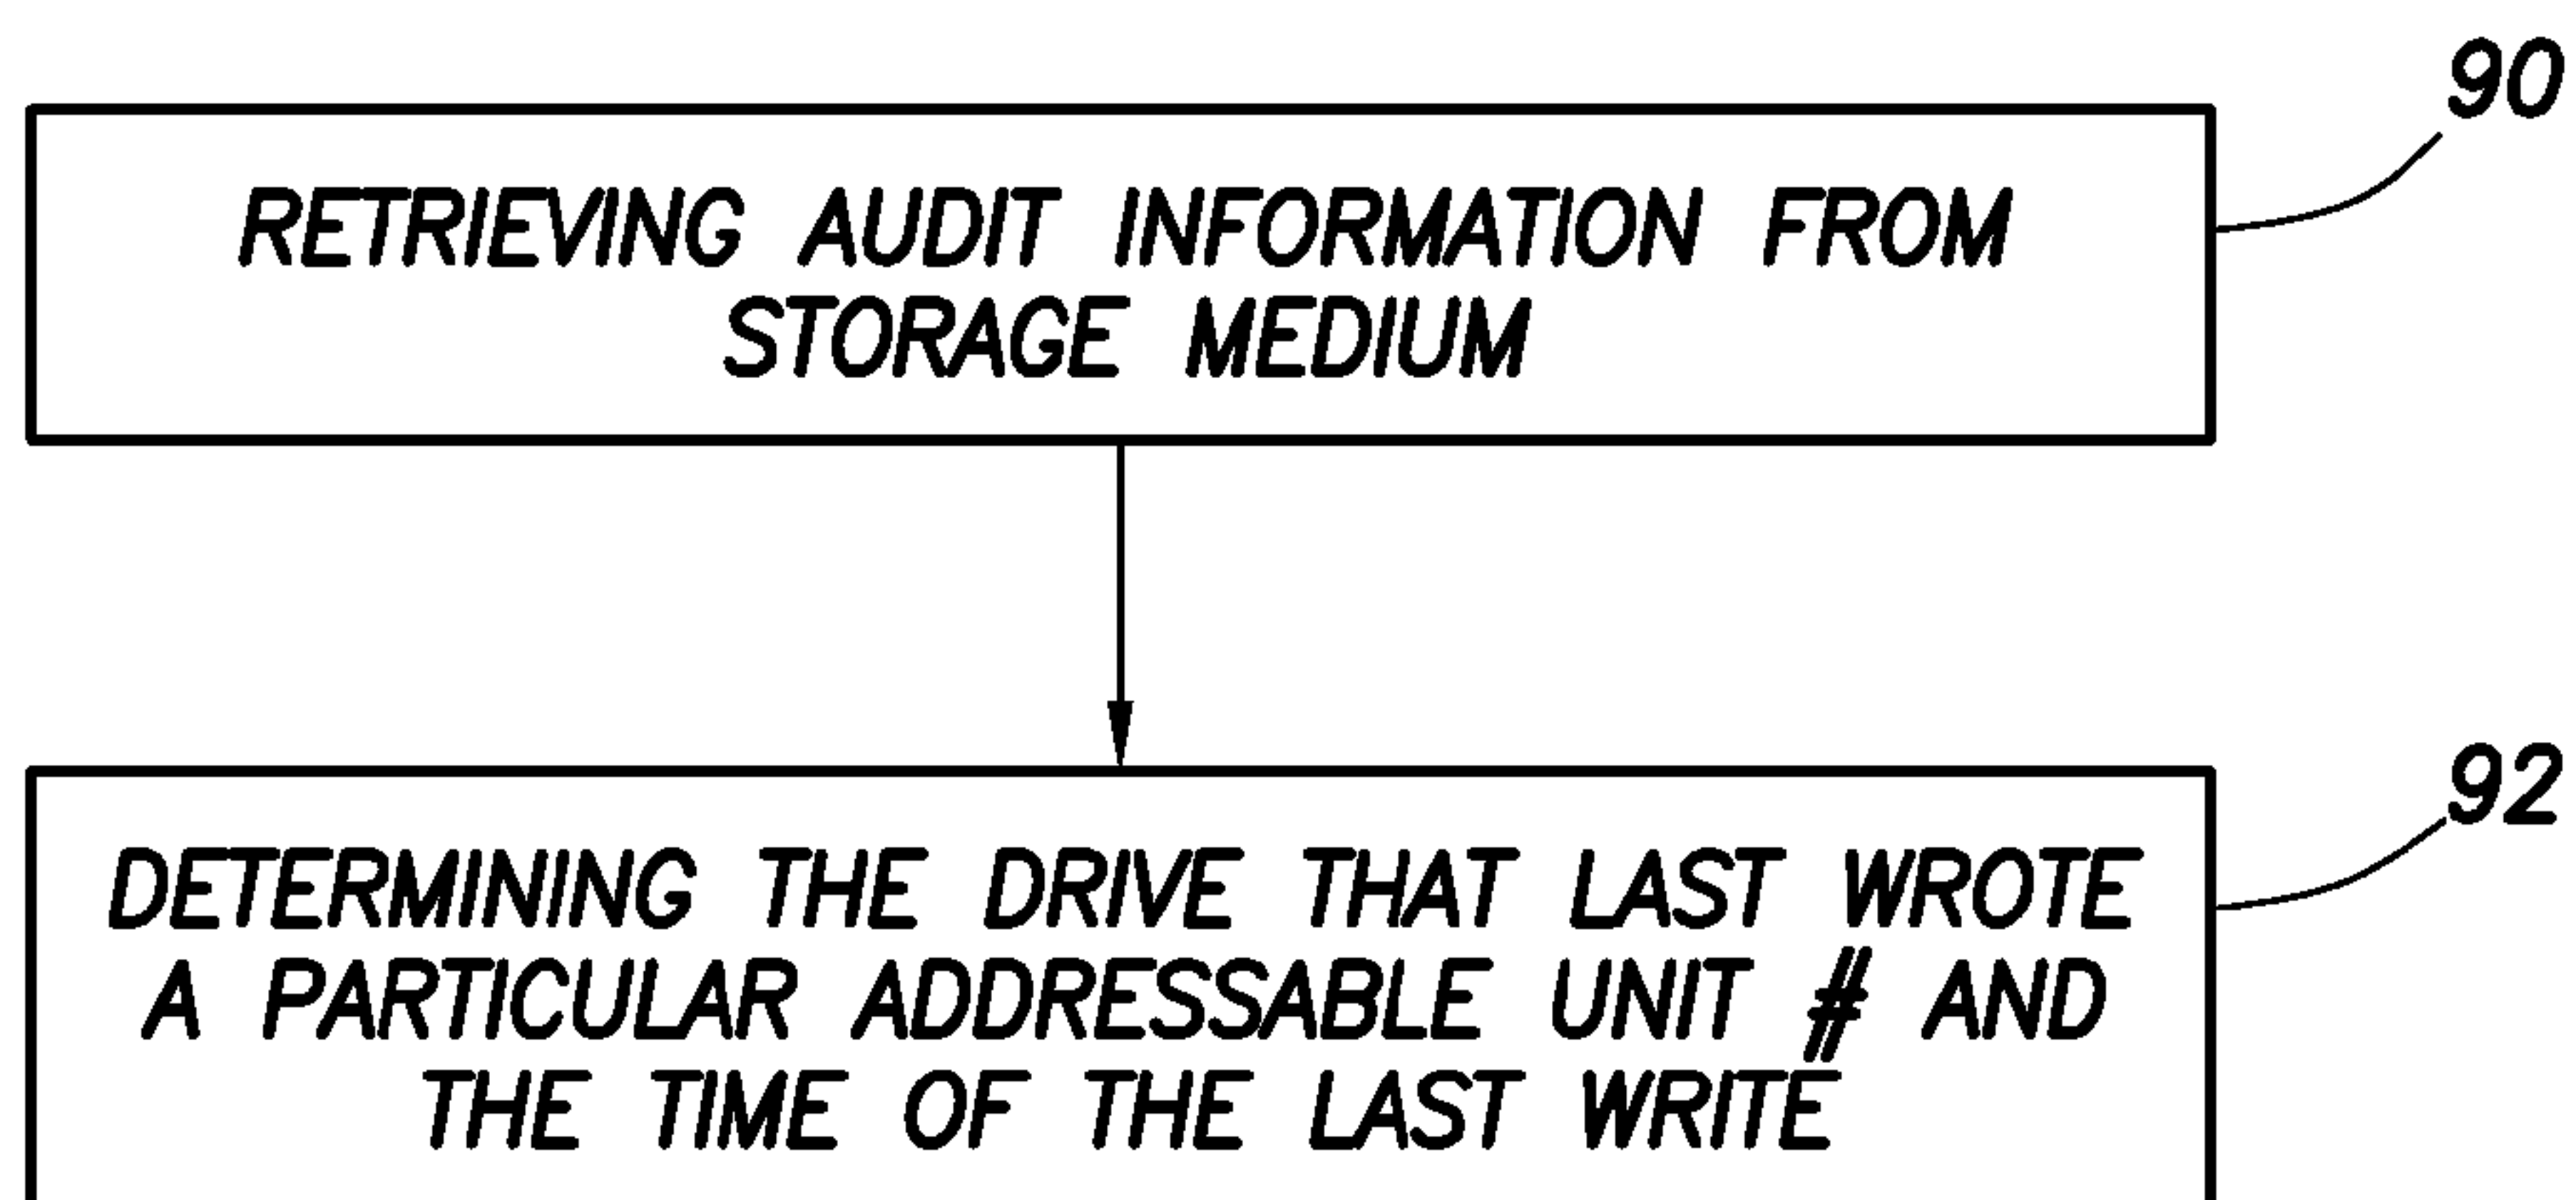 90
RETRIEVING AUDIT INFORMATION FROM
STORAGE MEDIUM
92
DETERMINING THE DRIVE THAT LAST WROTE
A PARTICULAR ADDRESSABLE UNIT # AND
THE TIME OF THE LAST WRITE